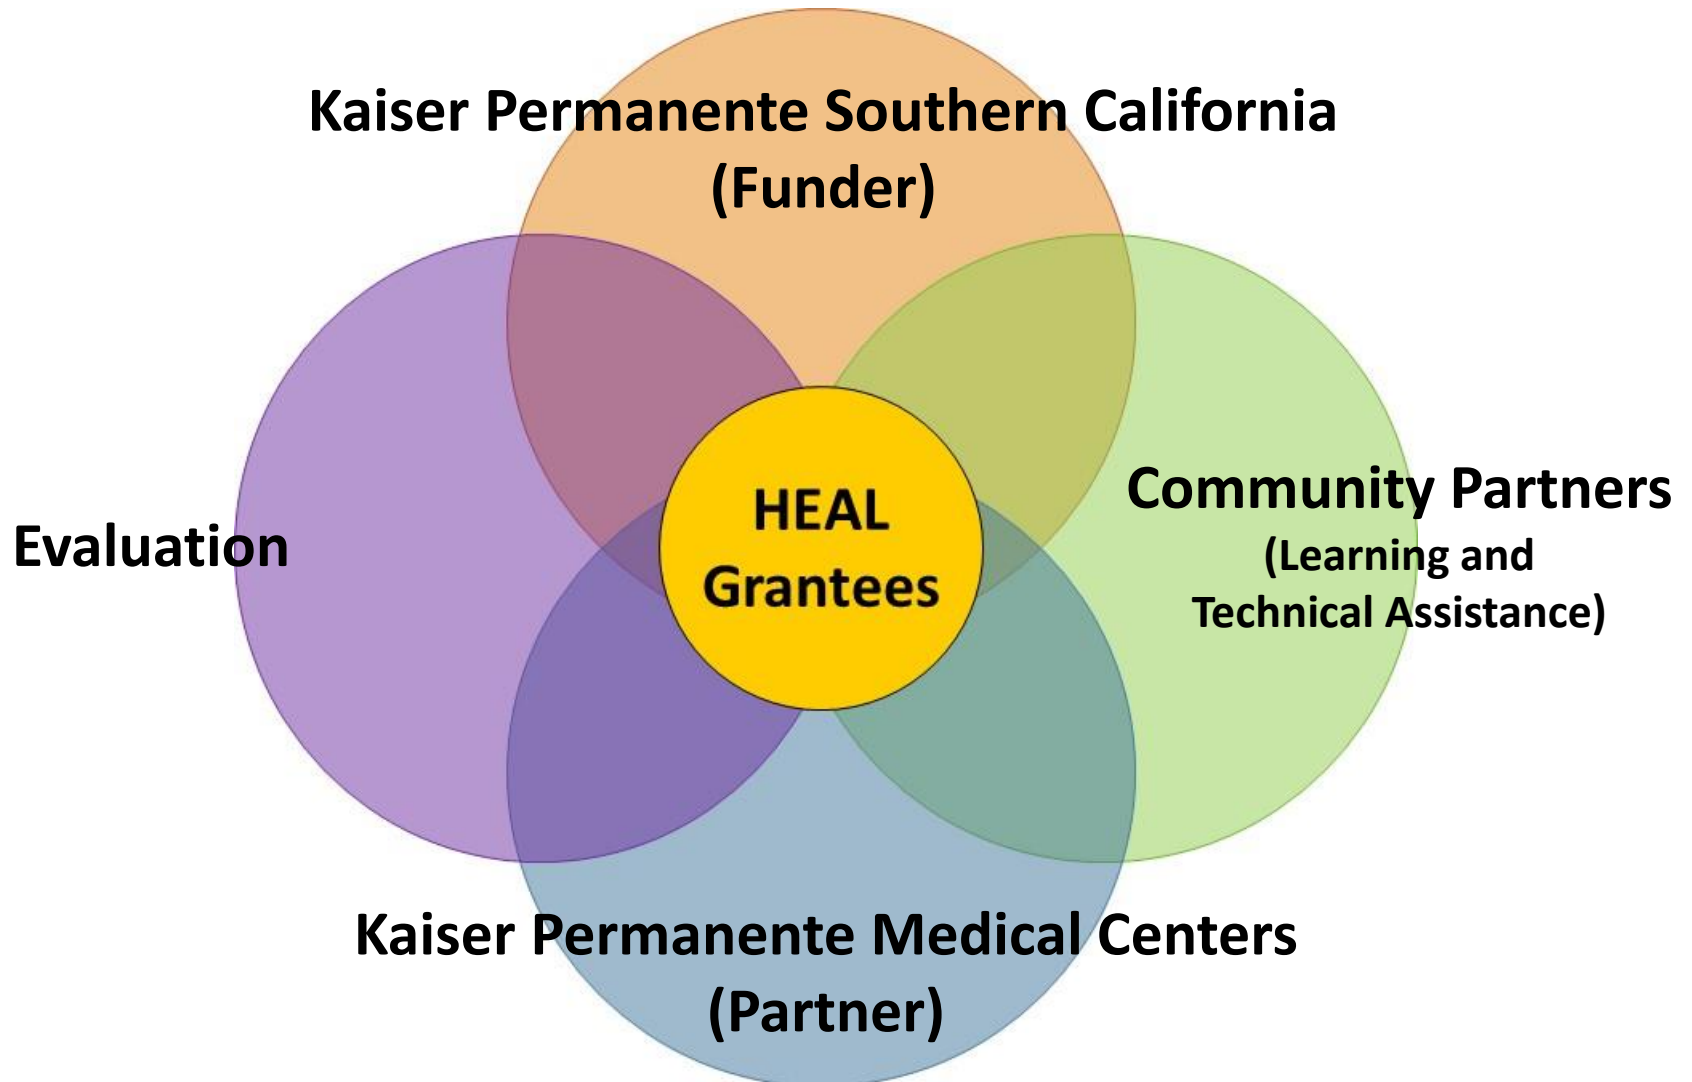 Kaiser Permanente Southern California
(Funder)
Evaluation
HEAL
Grantees
Community Partners
(Learning and
Technical Assistance)
Kaiser Permanente Medical Centers
(Partner)